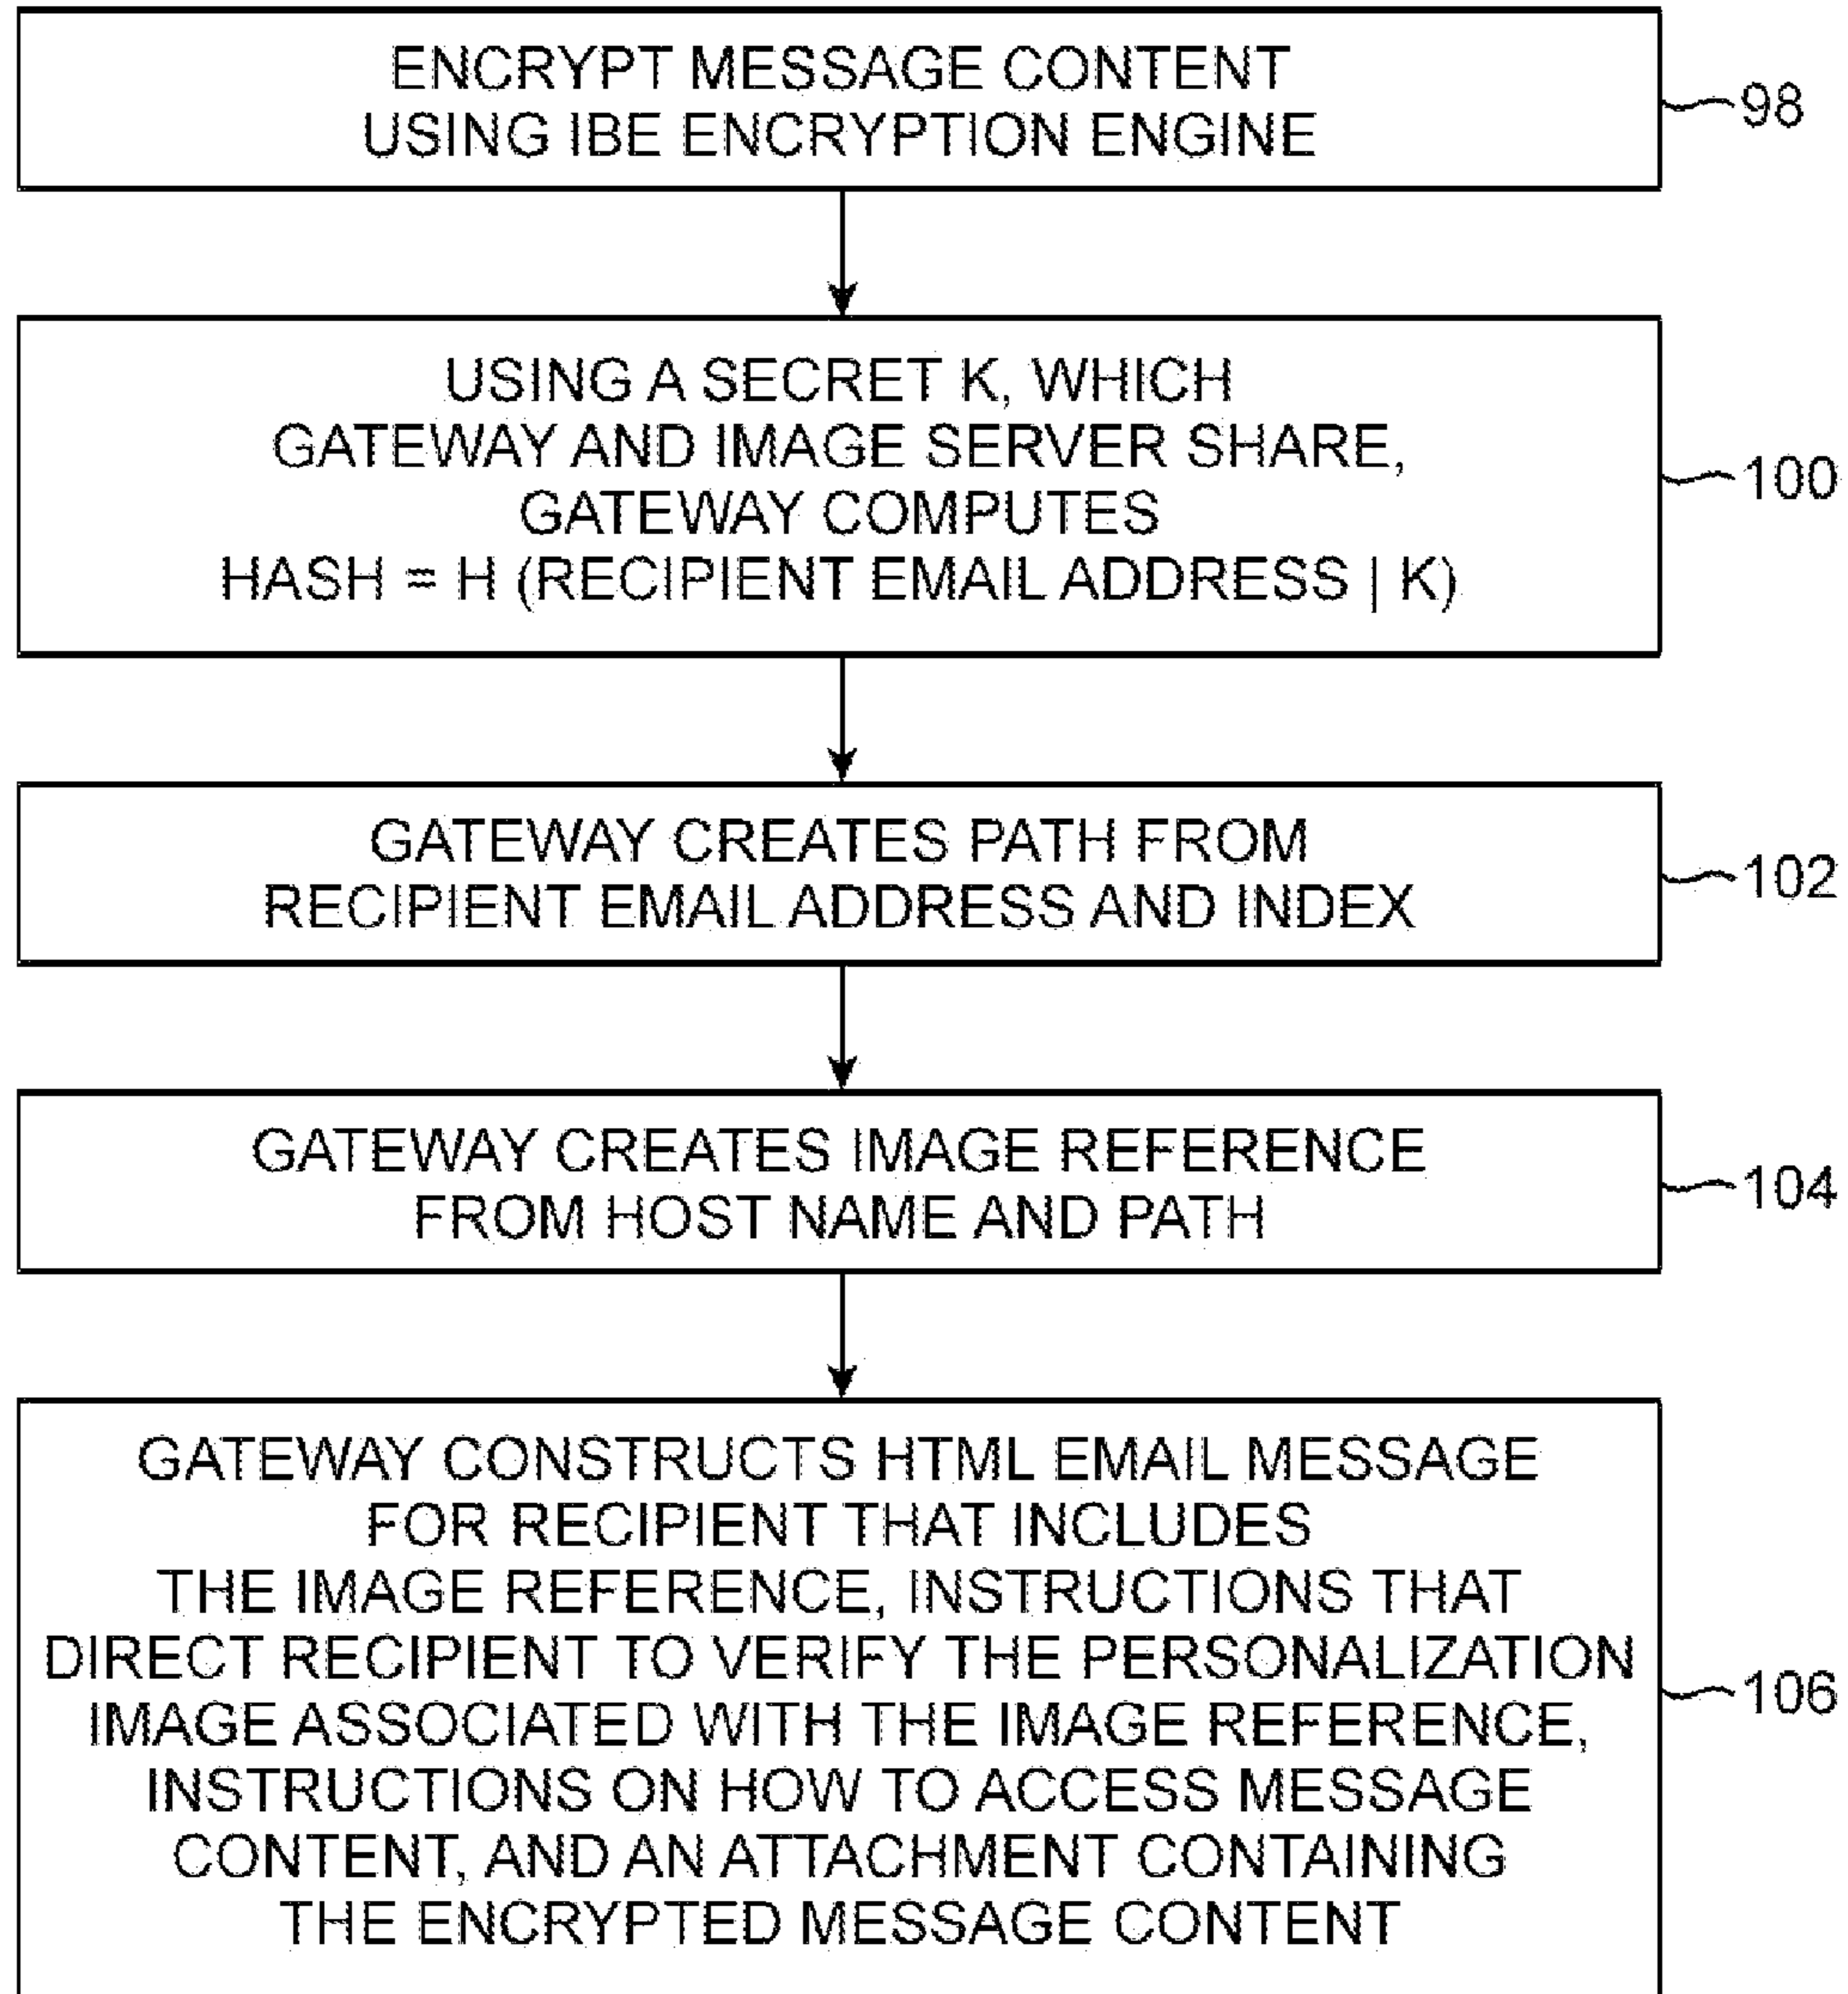 ENCRYPT MESSAGE CONTENT
USING IBE ENCRYPTION ENGINE
98
USING A SECRET K, WHICH
GATEWAY AND IMAGE SERVER SHARE,
GATEWAY COMPUTES
HASH = H (RECIPIENT EMAIL ADDRESS | K)
100
GATEWAY CREATES PATH FROM
RECIPIENT EMAIL ADDRESS AND INDEX
102
GATEWAY CREATES IMAGE REFERENCE
FROM HOST NAME AND PATH
104
GATEWAY CONSTRUCTS HTML EMAIL MESSAGE
FOR RECIPIENT THAT INCLUDES
THE IMAGE REFERENCE, INSTRUCTIONS THAT
DIRECT RECIPIENT TO VERIFY THE PERSONALIZATION
IMAGE ASSOCIATED WITH THE IMAGE REFERENCE,
INSTRUCTIONS ON HOW TO ACCESS MESSAGE
CONTENT, AND AN ATTACHMENT CONTAINING
THE ENCRYPTED MESSAGE CONTENT
106